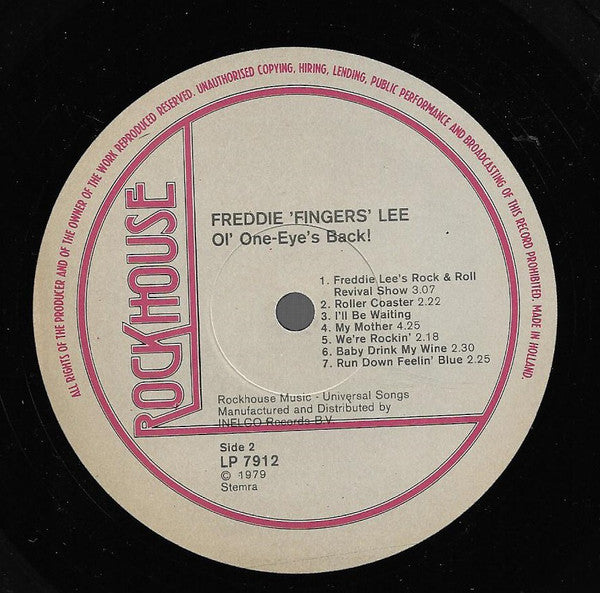 ALL RIGHTS OF THE PRODUCER AND OF THE OWNER OF THE WORK REPRODUCED RESERVED. UNAUTHORISED COPYING, HIRING, LENDING, PUBLIC PERFORMANCE AND BROADCASTING OF THIS RECORD PROHIBITED. MADE IN HOLLAND.
ROCKHOUSE
FREDDIE 'FINGERS' LEE
Ol' One-Eye's Back!
1. Freddie Lee's Rock & Roll
Revival Show 3.07
2. Roller Coaster 2.22
3. I'll Be Waiting
4. My Mother 4.25
5. We're Rockin' 2.18
6. Baby Drink My Wine 2.30
7. Run Down Feelin' Blue 2.25
Rockhouse Music - Universal Songs
Manufactured and Distributed by
INELCO Records B.V.
Side 2
LP 7912
© 1979
Stemra